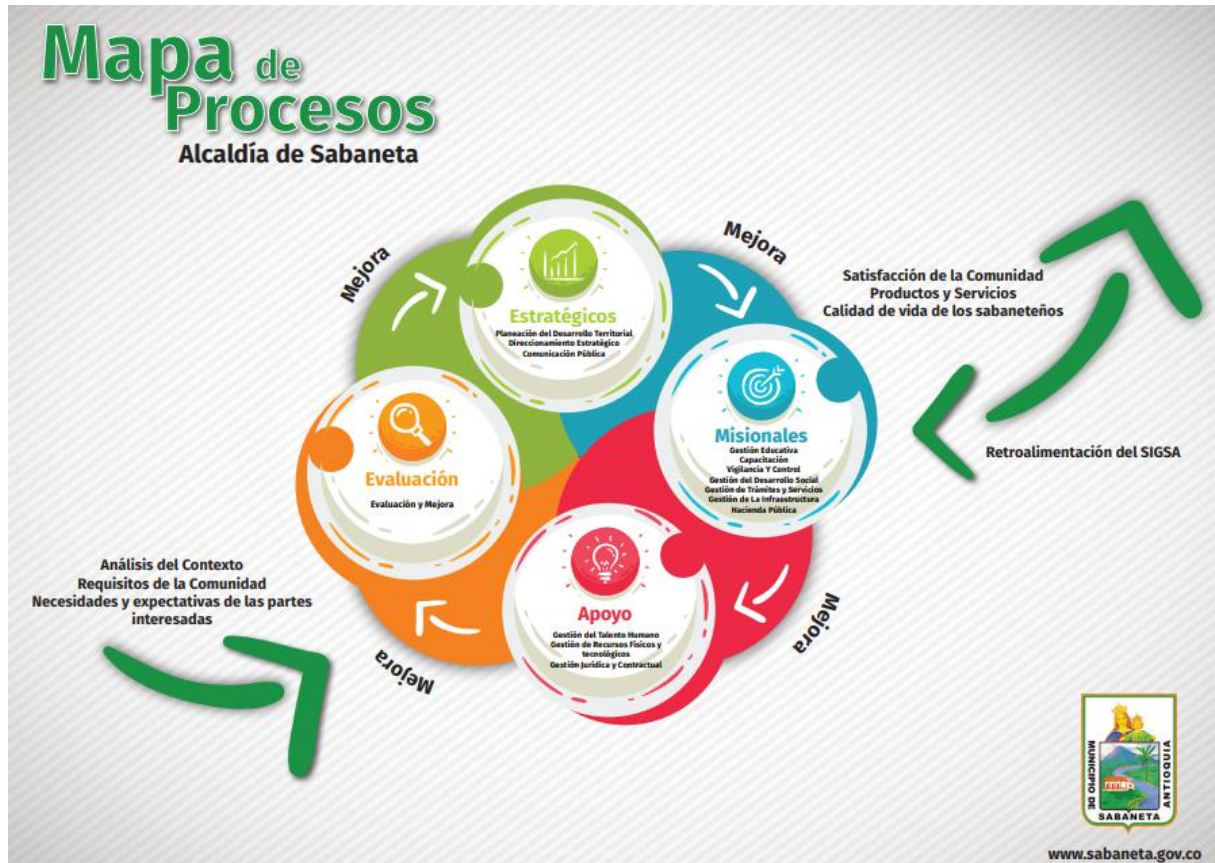 Mapa de
Procesos
Alcaldía de Sabaneta
Mejora
Mejora
Estratégicos
Planeación del Desarrollo Territorial
Direccionamiento Estratégico
Comunicación Pública
Satisfacción de la Comunidad
Productos y Servicios
Calidad de vida de los sabaneteños
Misionales
Gestión Educativa
Capacitación
Vigilancia Y Control
Gestión del Desarrollo Social
Gestión de Trámites y Servicios
Gestión de La Infraestructura
Hacienda Pública
Retroalimentación del SIGSA
Evaluación
Evaluación y Mejora
Análisis del Contexto
Requisitos de la Comunidad
Necesidades y expectativas de las partes
interesadas
Apoyo
Gestión del Talento Humano
Gestión de Recursos Físicos y
tecnológicos
Gestión Jurídica y Contractual
Mejora
Mejora
MUNICIPIO DE
SABANETA
ANTIOQUIA
www.sabaneta.gov.co